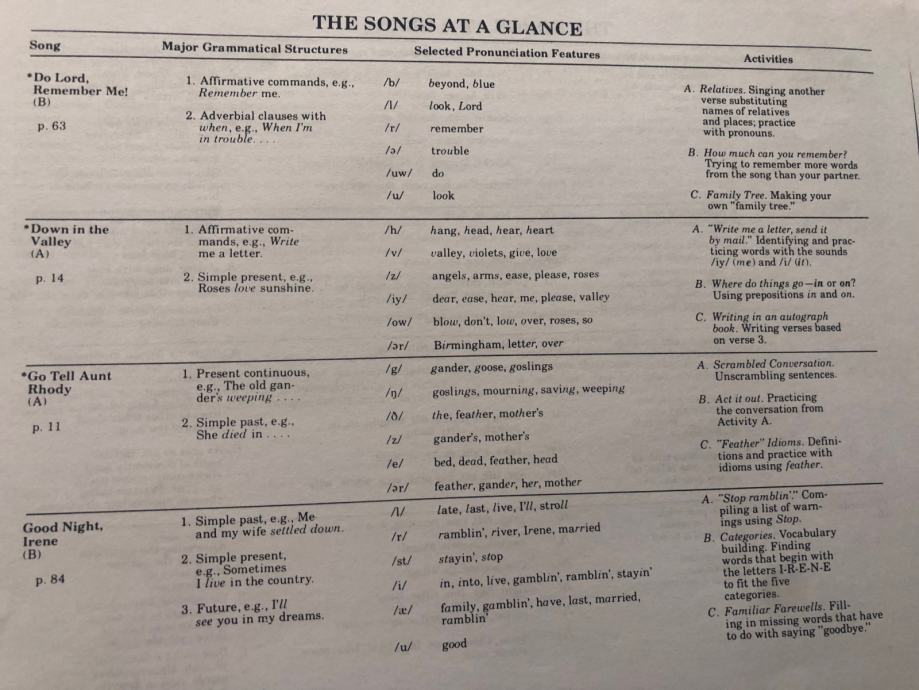 THE SONGS AT A GLANCE
Song Major Grammatical Structures Selected Pronunciation Features Activities
*Do Lord,
Remember Me!
(B)
p. 63
1. Affirmative commands, e.g.,
Remember me.
2. Adverbial clauses with
when, e.g., When I'm
in trouble. . . .
/b/ beyond, blue
/l/ look, Lord
/r/ remember
/ə/ trouble
/uw/ do
/u/ look
A. Relatives. Singing another
verse substituting
names of relatives
and places; practice
with pronouns.
B. How much can you remember?
Trying to remember more words
from the song than your partner.
C. Family Tree. Making your
own "family tree."
*Down in the
Valley
(A)
p. 14
1. Affirmative com-
mands, e.g., Write
me a letter.
2. Simple present, e.g.,
Roses love sunshine.
/h/ hang, head, hear, heart
/v/ valley, violets, give, love
/z/ angels, arms, ease, please, roses
/iy/ dear, ease, hear, me, please, valley
/ow/ blow, don't, low, over, roses, so
/ər/ Birmingham, letter, over
A. "Write me a letter, send it
by mail." Identifying and prac-
ticing words with the sounds
/iy/ (me) and /i/ (it).
B. Where do things go—in or on?
Using prepositions in and on.
C. Writing in an autograph
book. Writing verses based
on verse 3.
*Go Tell Aunt
Rhody
(A)
p. 11
1. Present continuous,
e.g., The old gan-
der's weeping . . . .
2. Simple past, e.g.,
She died in . . . .
/g/ gander, goose, goslings
/ŋ/ goslings, mourning, saving, weeping
/ð/ the, feather, mother's
/z/ gander's, mother's
/e/ bed, dead, feather, head
/ər/ feather, gander, her, mother
A. Scrambled Conversation.
Unscrambling sentences.
B. Act it out. Practicing
the conversation from
Activity A.
C. "Feather" Idioms. Defini-
tions and practice with
idioms using feather.
Good Night,
Irene
(B)
p. 84
1. Simple past, e.g., Me
and my wife settled down.
2. Simple present,
e.g., Sometimes
I live in the country.
3. Future, e.g., I'll
see you in my dreams.
/l/ late, last, live, I'll, stroll
/r/ ramblin', river, Irene, married
/st/ stayin', stop
/i/ in, into, live, gamblin', ramblin', stayin'
/æ/ family, gamblin', have, last, married,
ramblin'
/u/ good
A. "Stop ramblin'." Com-
piling a list of warn-
ings using Stop.
B. Categories. Vocabulary
building. Finding
words that begin with
the letters I-R-E-N-E
to fit the five
categories.
C. Familiar Farewells. Fill-
ing in missing words that have
to do with saying "goodbye."